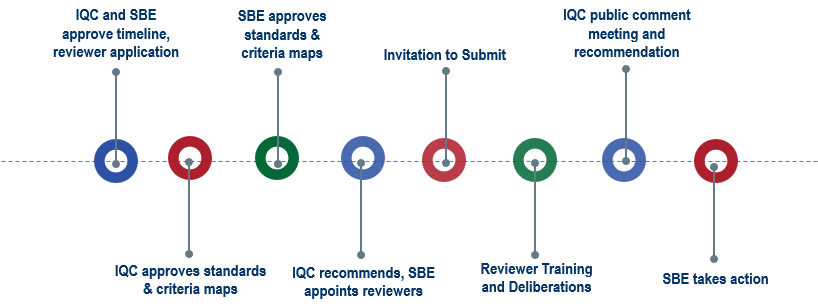 IQC and SBE
approve timeline,
reviewer application
IQC approves standards
& criteria maps
SBE approves
standards &
criteria maps
IQC recommends, SBE
appoints reviewers
Invitation to Submit
Reviewer Training
and Deliberations
IQC public comment
meeting and
recommendation
SBE takes action